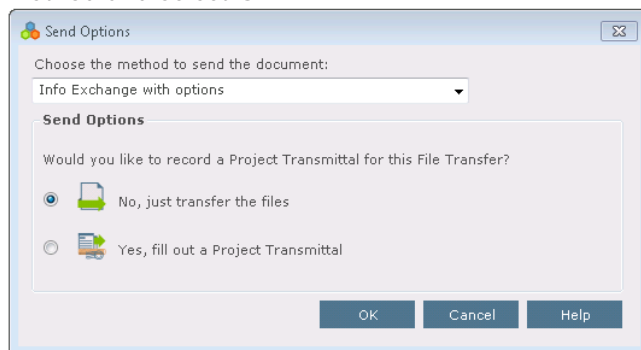 Send Options
Choose the method to send the document:
Info Exchange with options
Send Options
Would you like to record a Project Transmittal for this File Transfer?
No, just transfer the files
Yes, fill out a Project Transmittal
OK Cancel Help